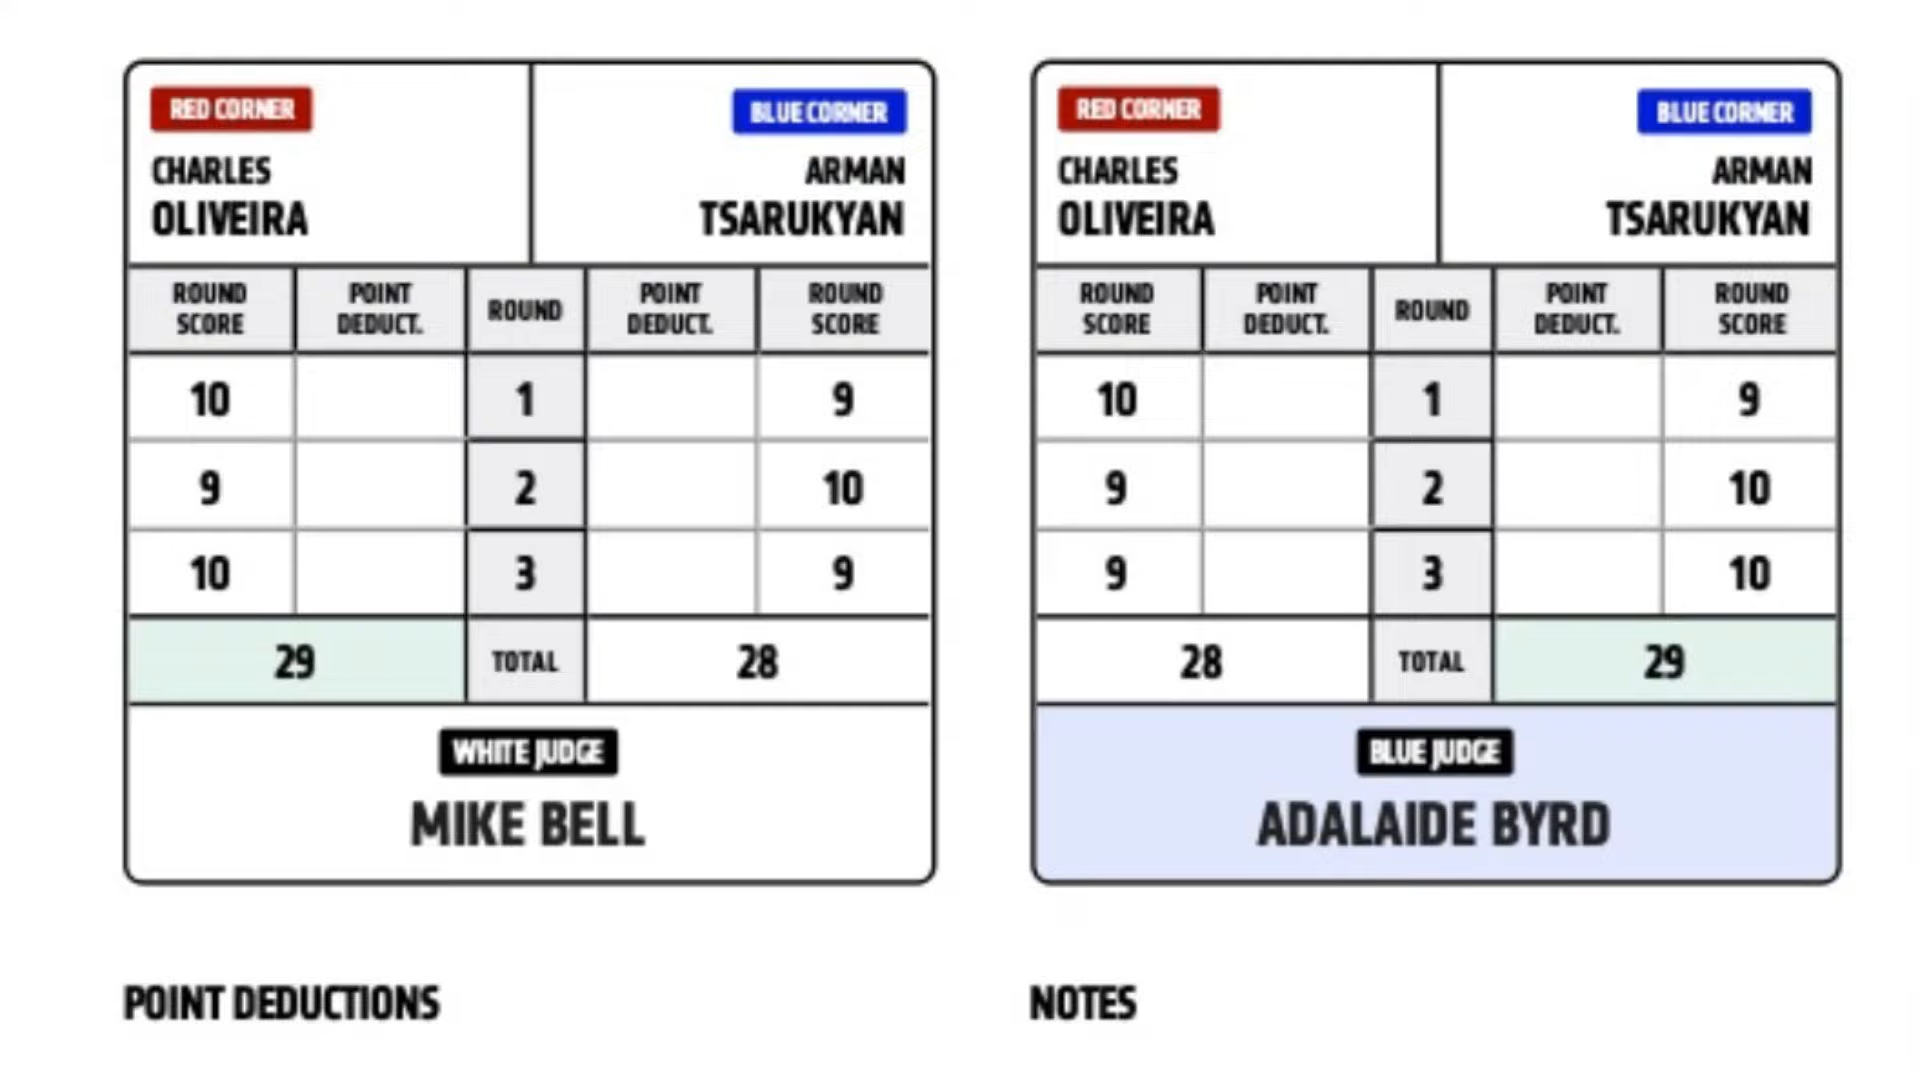 RED CORNER
BLUE CORNER
CHARLES
OLIVEIRA
ARMAN
TSARUKYAN
ROUND SCORE
POINT DEDUCT.
ROUND
POINT DEDUCT.
ROUND SCORE
10 1 9
9 2 10
10 3 9
29 TOTAL 28
WHITE JUDGE
MIKE BELL
RED CORNER
BLUE CORNER
CHARLES
OLIVEIRA
ARMAN
TSARUKYAN
ROUND SCORE
POINT DEDUCT.
ROUND
POINT DEDUCT.
ROUND SCORE
10 1 9
9 2 10
9 3 10
28 TOTAL 29
BLUE JUDGE
ADALAIDE BYRD
POINT DEDUCTIONS
NOTES